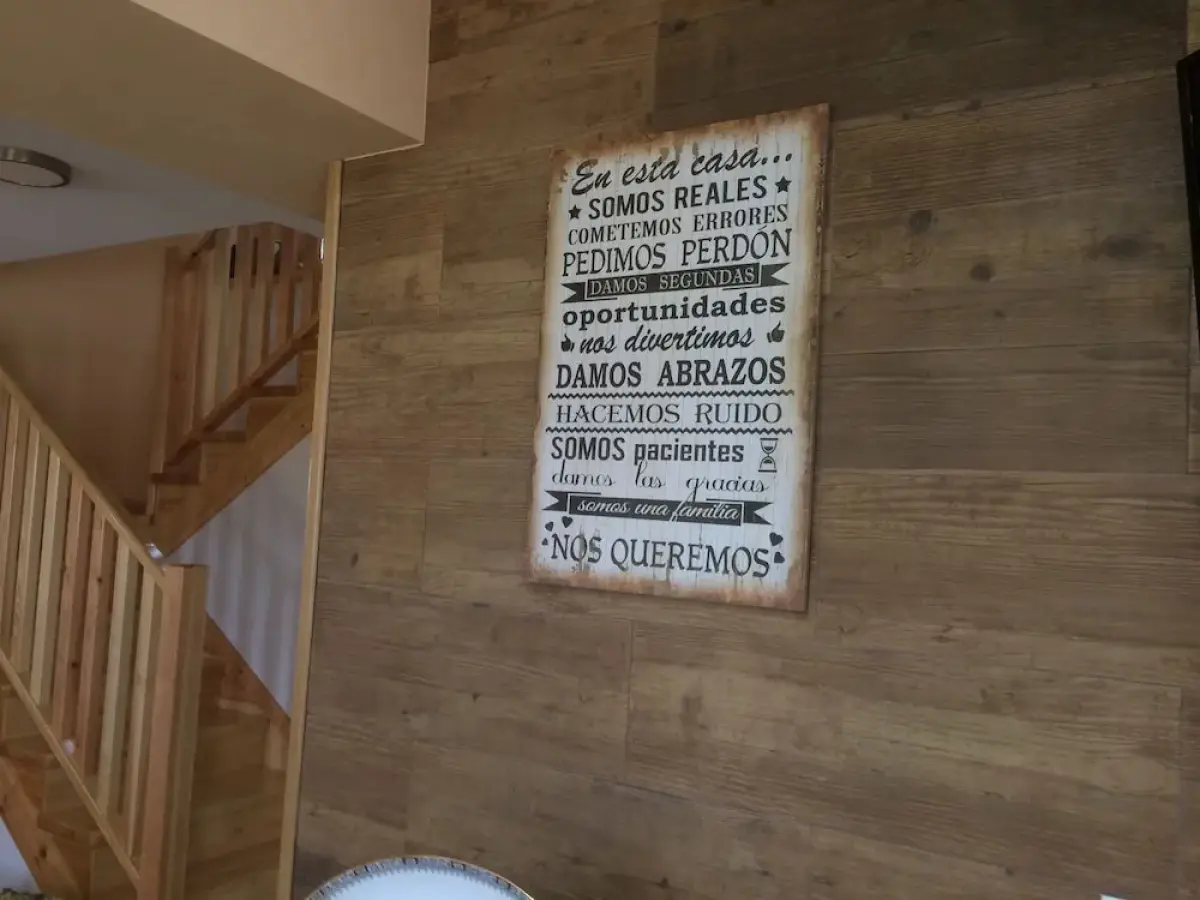 En esta casa...
SOMOS REALES
COMETEMOS ERRORES
PEDIMOS PERDÓN
DAMOS SEGUNDAS
oportunidades
nos divertimos
DAMOS ABRAZOS
HACEMOS RUIDO
SOMOS pacientes
damos las gracias
somos una familia
NOS QUEREMOS